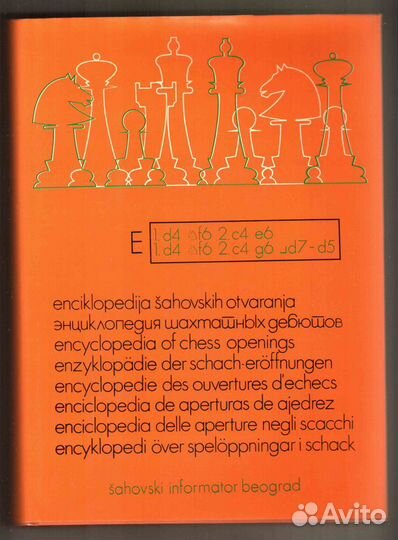 E
1. d4 ♘f6 2. c4 e6
1. d4 ♘f6 2. c4 g6 ⌟d7-d5
enciklopedija šahovskih otvaranja
энциклопедия шахматных дебютов
encyclopedia of chess openings
enzyklopädie der schach-eröffnungen
encyclopedie des ouvertures d'echecs
enciclopedia de aperturas de ajedrez
enciclopedia delle aperture negli scacchi
encyklopedi över spelöppningar i schack
šahovski informator beograd
Avito